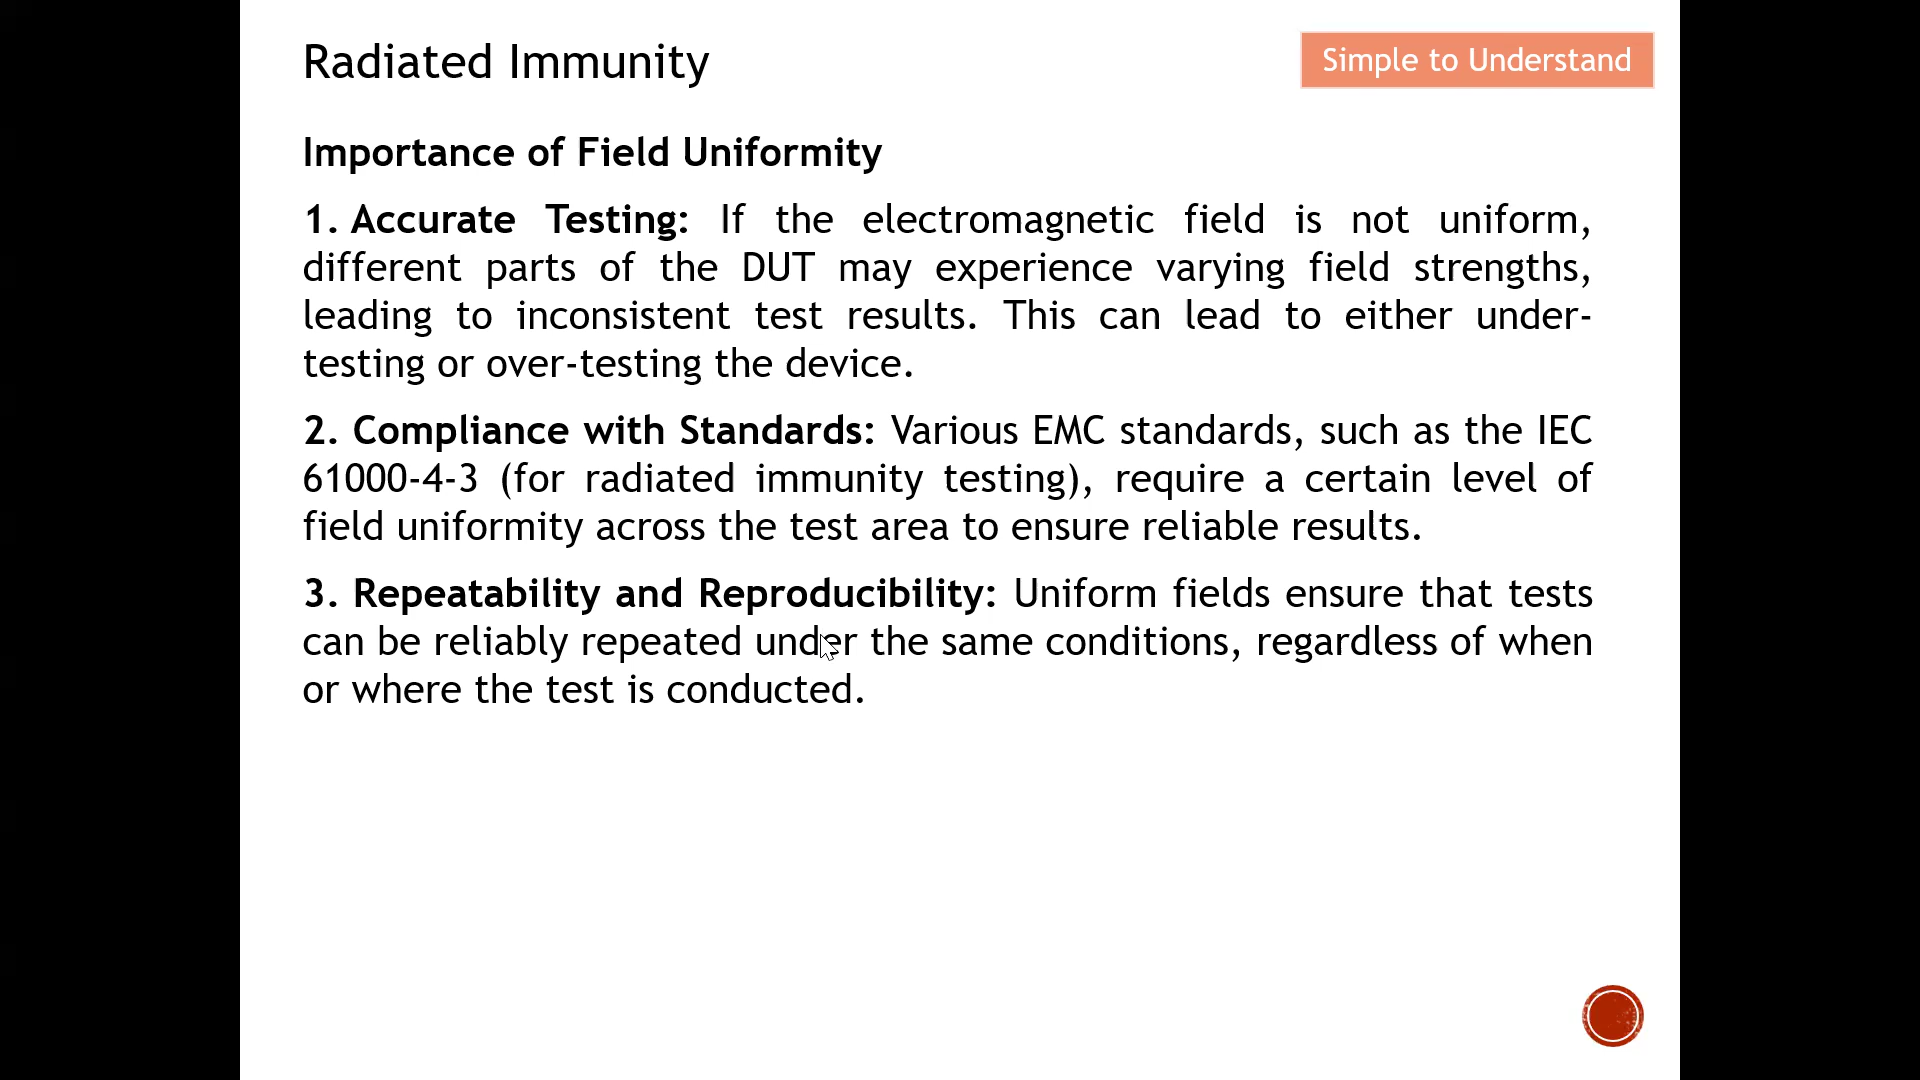 Radiated Immunity
Simple to Understand
Importance of Field Uniformity
1. Accurate Testing: If the electromagnetic field is not uniform,
different parts of the DUT may experience varying field strengths,
leading to inconsistent test results. This can lead to either under-
testing or over-testing the device.
2. Compliance with Standards: Various EMC standards, such as the IEC
61000-4-3 (for radiated immunity testing), require a certain level of
field uniformity across the test area to ensure reliable results.
3. Repeatability and Reproducibility: Uniform fields ensure that tests
can be reliably repeated under the same conditions, regardless of when
or where the test is conducted.